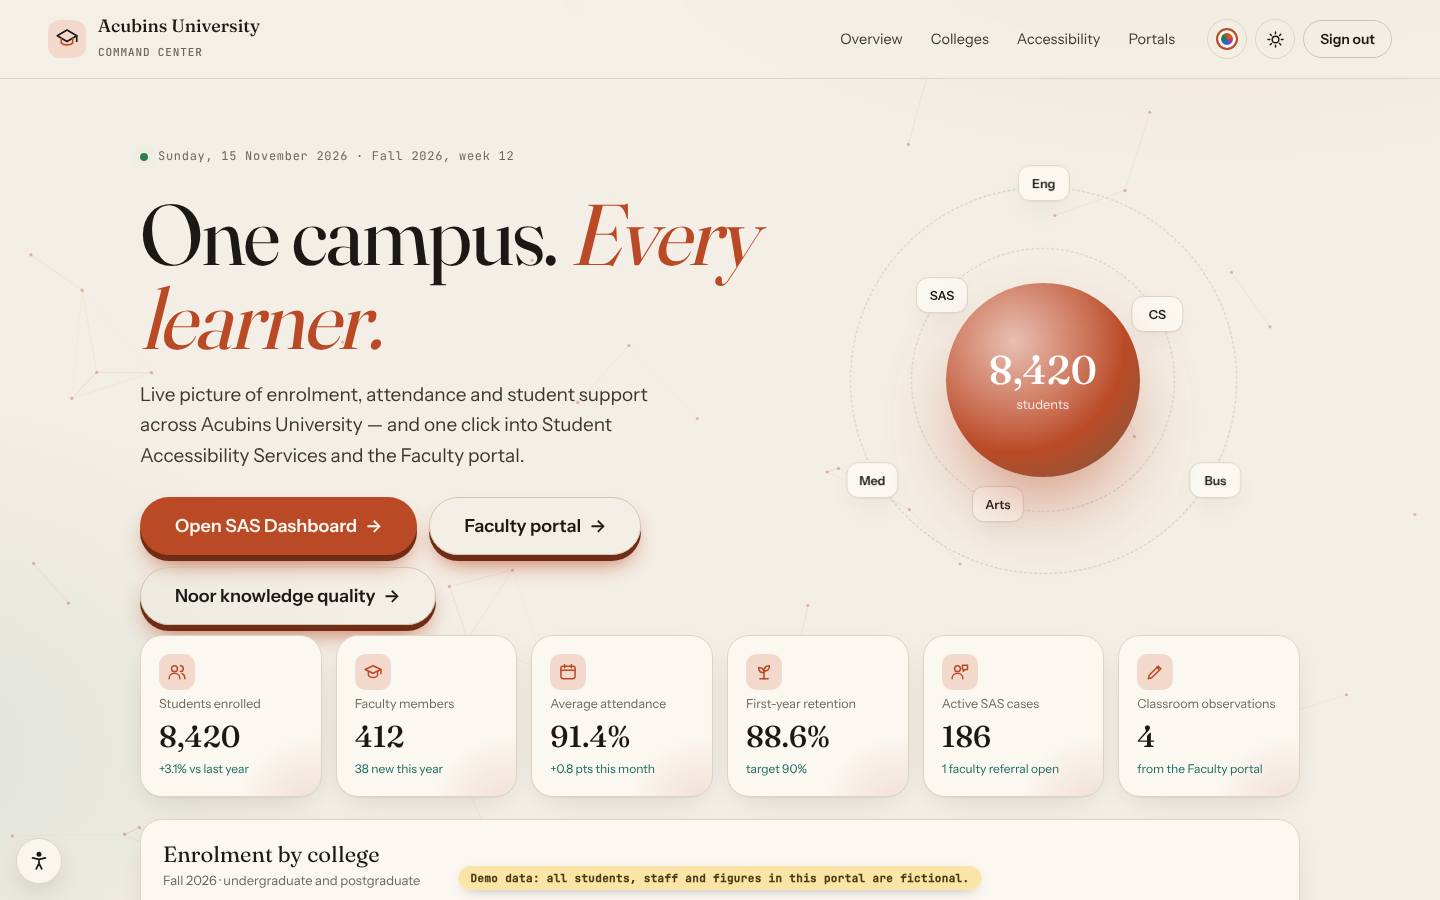 Acubins University
COMMAND CENTER
Overview
Colleges
Accessibility
Portals
Sign out
Sunday, 15 November 2026 · Fall 2026, week 12
One campus. Every
learner.
Live picture of enrolment, attendance and student support
across Acubins University — and one click into Student
Accessibility Services and the Faculty portal.
Open SAS Dashboard →
Faculty portal →
Noor knowledge quality →
Eng
SAS
CS
8,420
students
Med
Bus
Arts
Students enrolled
8,420
+3.1% vs last year
Faculty members
412
38 new this year
Average attendance
91.4%
+0.8 pts this month
First-year retention
88.6%
target 90%
Active SAS cases
186
1 faculty referral open
Classroom observations
4
from the Faculty portal
Enrolment by college
Fall 2026 · undergraduate and postgraduate
Demo data: all students, staff and figures in this portal are fictional.